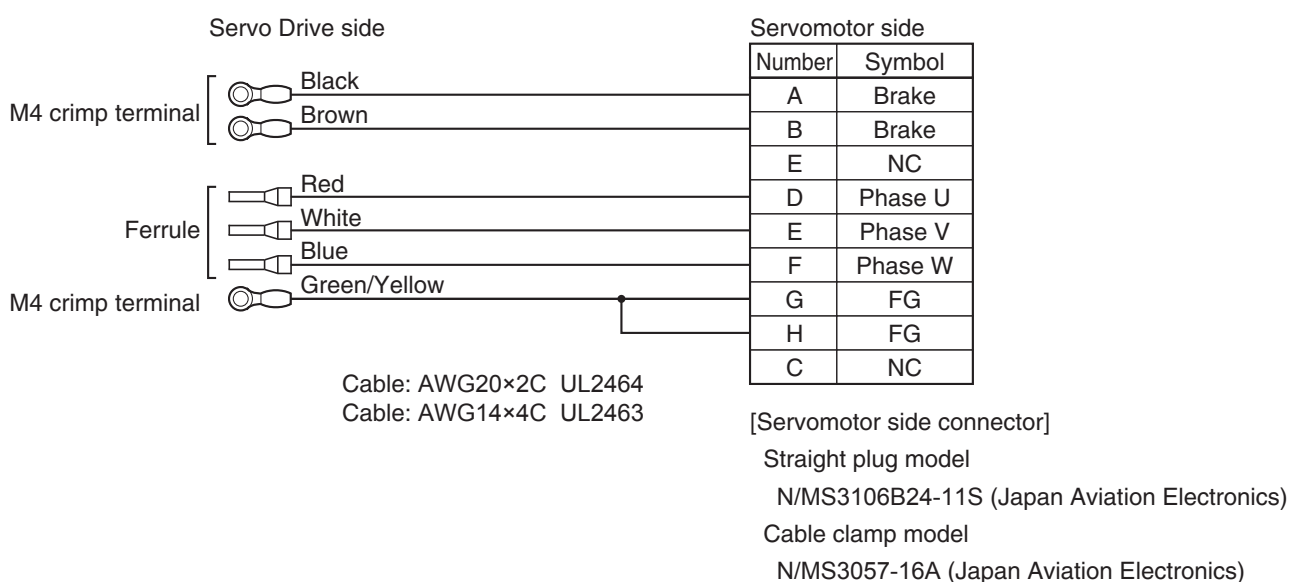 Servo Drive side
Servomotor side
Number Symbol
M4 crimp terminal
Black
A Brake
Brown
B Brake
E NC
Ferrule
Red
D Phase U
White
E Phase V
Blue
F Phase W
M4 crimp terminal
Green/Yellow
G FG
H FG
C NC
Cable: AWG20×2C UL2464
Cable: AWG14×4C UL2463
[Servomotor side connector]
Straight plug model
N/MS3106B24-11S (Japan Aviation Electronics)
Cable clamp model
N/MS3057-16A (Japan Aviation Electronics)